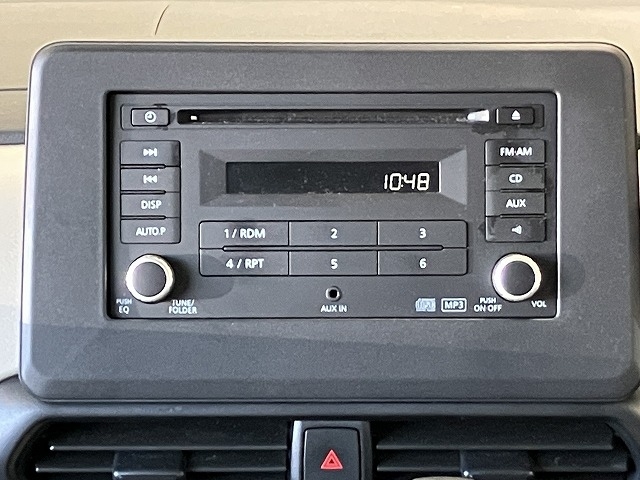 FM·AM
10:48
CD
DISP
AUX
AUTO.P
1 / RDM
2
3
4 / RPT
5
6
PUSH
EQ
TUNE/
FOLDER
AUX IN
MP3
PUSH
ON OFF
VOL